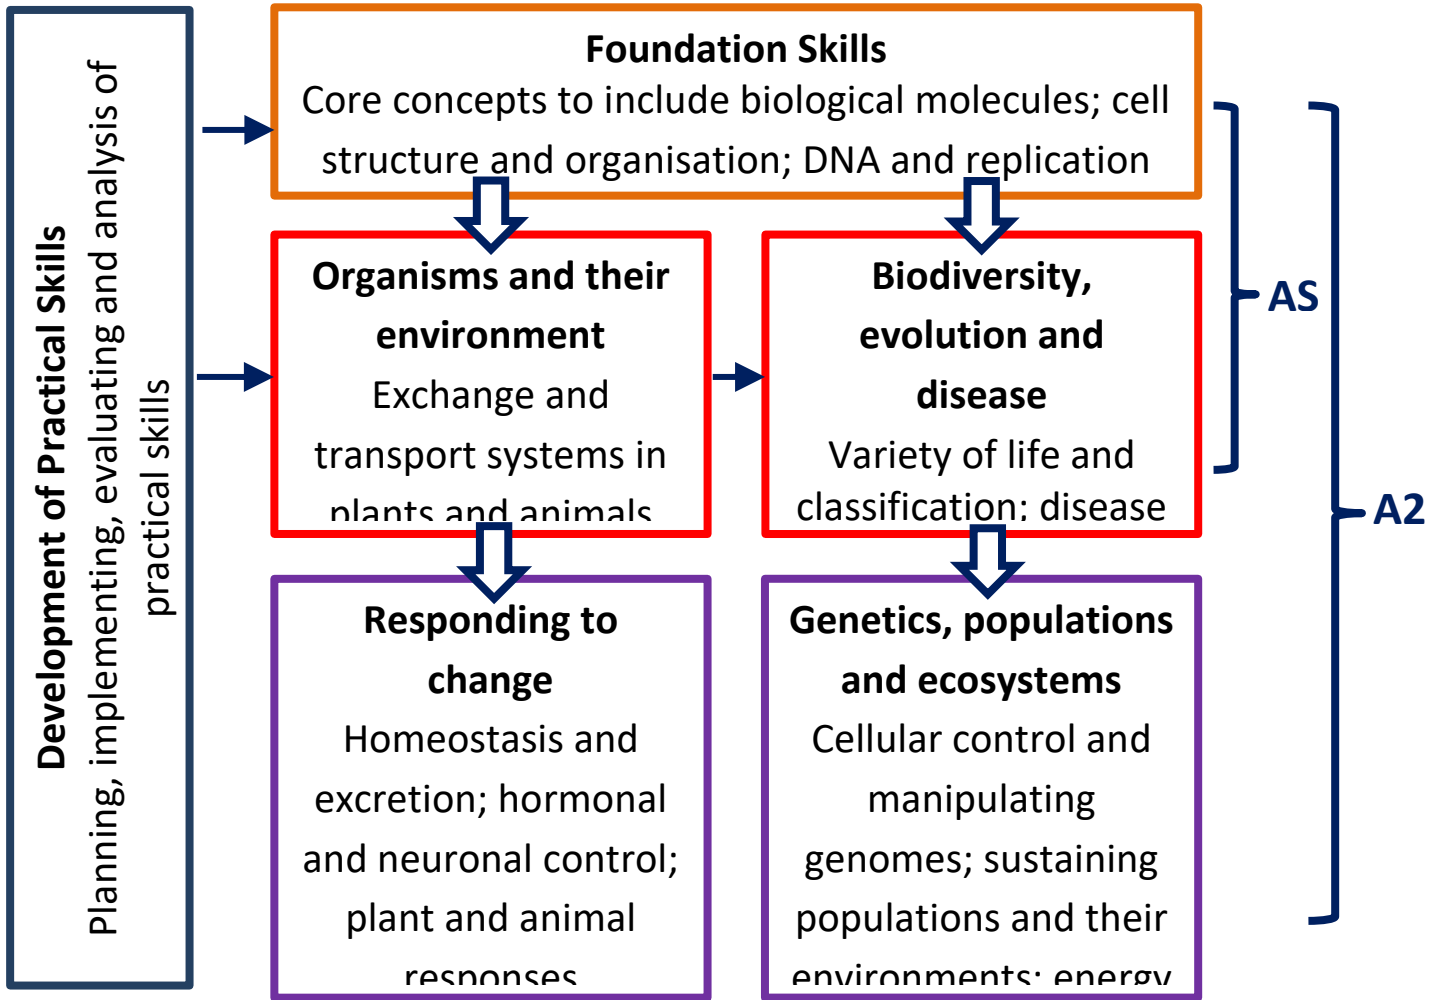 Development of Practical Skills
Planning, implementing, evaluating and analysis of
practical skills
Foundation Skills
Core concepts to include biological molecules; cell
structure and organisation; DNA and replication
Organisms and their
environment
Exchange and
transport systems in
plants and animals
Biodiversity,
evolution and
disease
Variety of life and
classification; disease
Responding to
change
Homeostasis and
excretion; hormonal
and neuronal control;
plant and animal
responses
Genetics, populations
and ecosystems
Cellular control and
manipulating
genomes; sustaining
populations and their
environments; energy
AS
A2